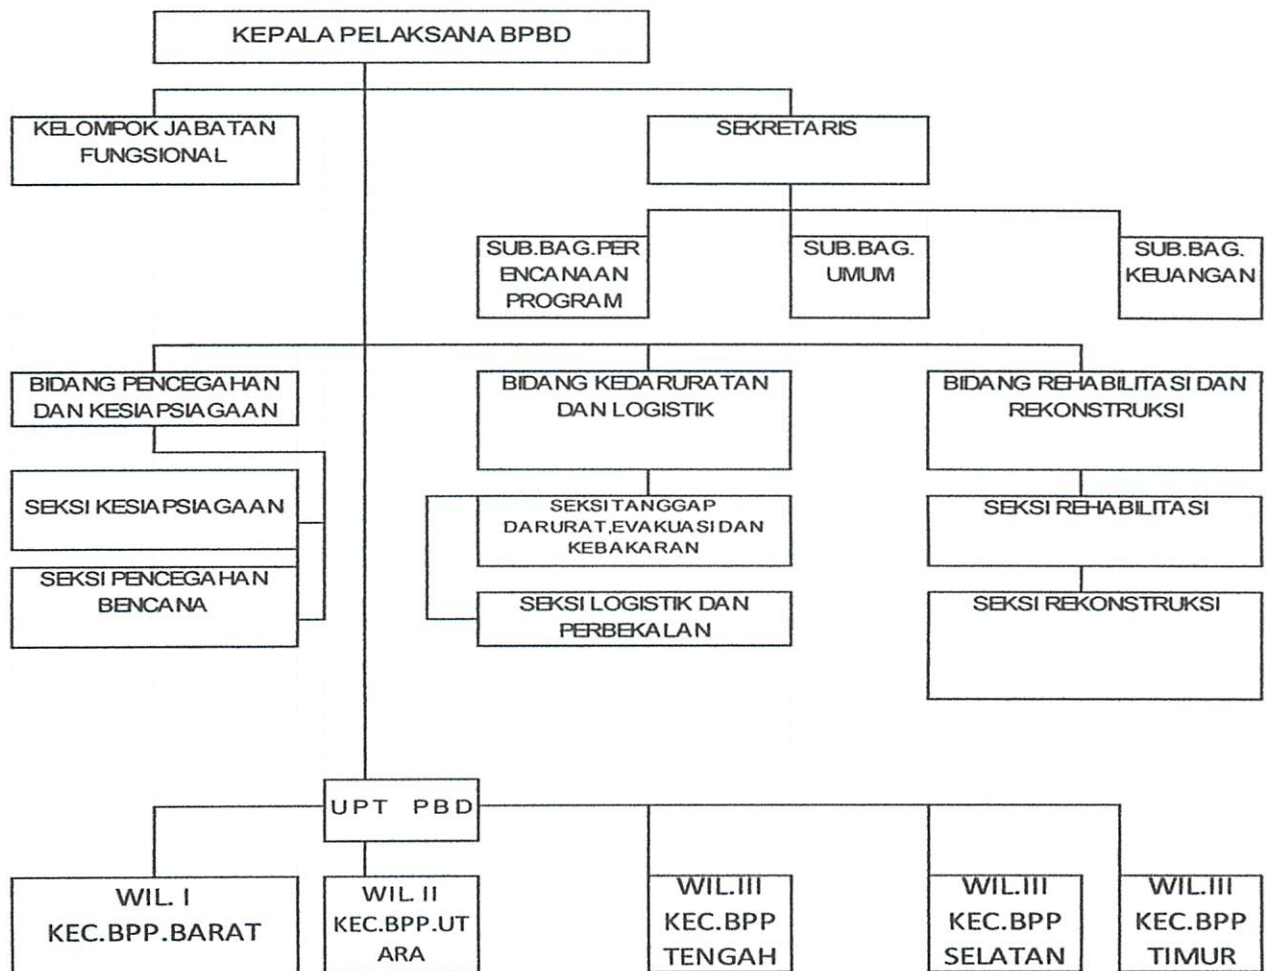 KEPALA PELAKSANA BPBD
KELOMPOK JABATAN
FUNGSIONAL
SEKRETARIS
SUB.BAG.PER
ENCANAAN
PROGRAM
SUB.BAG.
UMUM
SUB.BAG.
KEUANGAN
BIDANG PENCEGAHAN
DAN KESIAPSIAGAAN
BIDANG KEDARURATAN
DAN LOGISTIK
BIDANG REHABILITASI DAN
REKONSTRUKSI
SEKSI KESIAPSIAGAAN
SEKSI PENCEGAHAN
BENCANA
SEKSI TANGGAP
DARURAT,EVAKUASI DAN
KEBAKARAN
SEKSI LOGISTIK DAN
PERBEKALAN
SEKSI REHABILITASI
SEKSI REKONSTRUKSI
UPT PBD
WIL. I
KEC.BPP.BARAT
WIL. II
KEC.BPP.UT
ARA
WIL.III
KEC.BPP
TENGAH
WIL.III
KEC.BPP
SELATAN
WIL.III
KEC.BPP
TIMUR